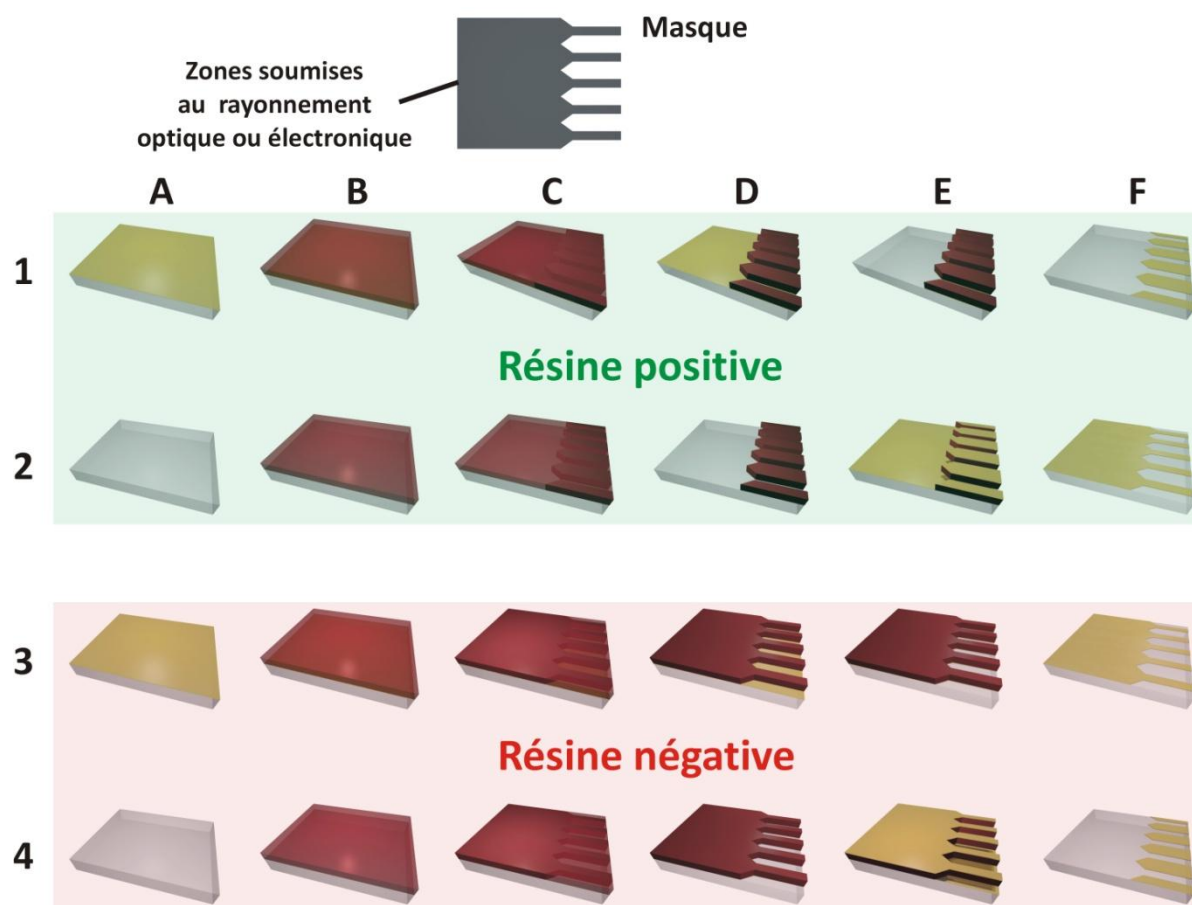 Masque
Zones soumises
au rayonnement
optique ou électronique
A B C D E F
1
Résine positive
2
3
Résine négative
4